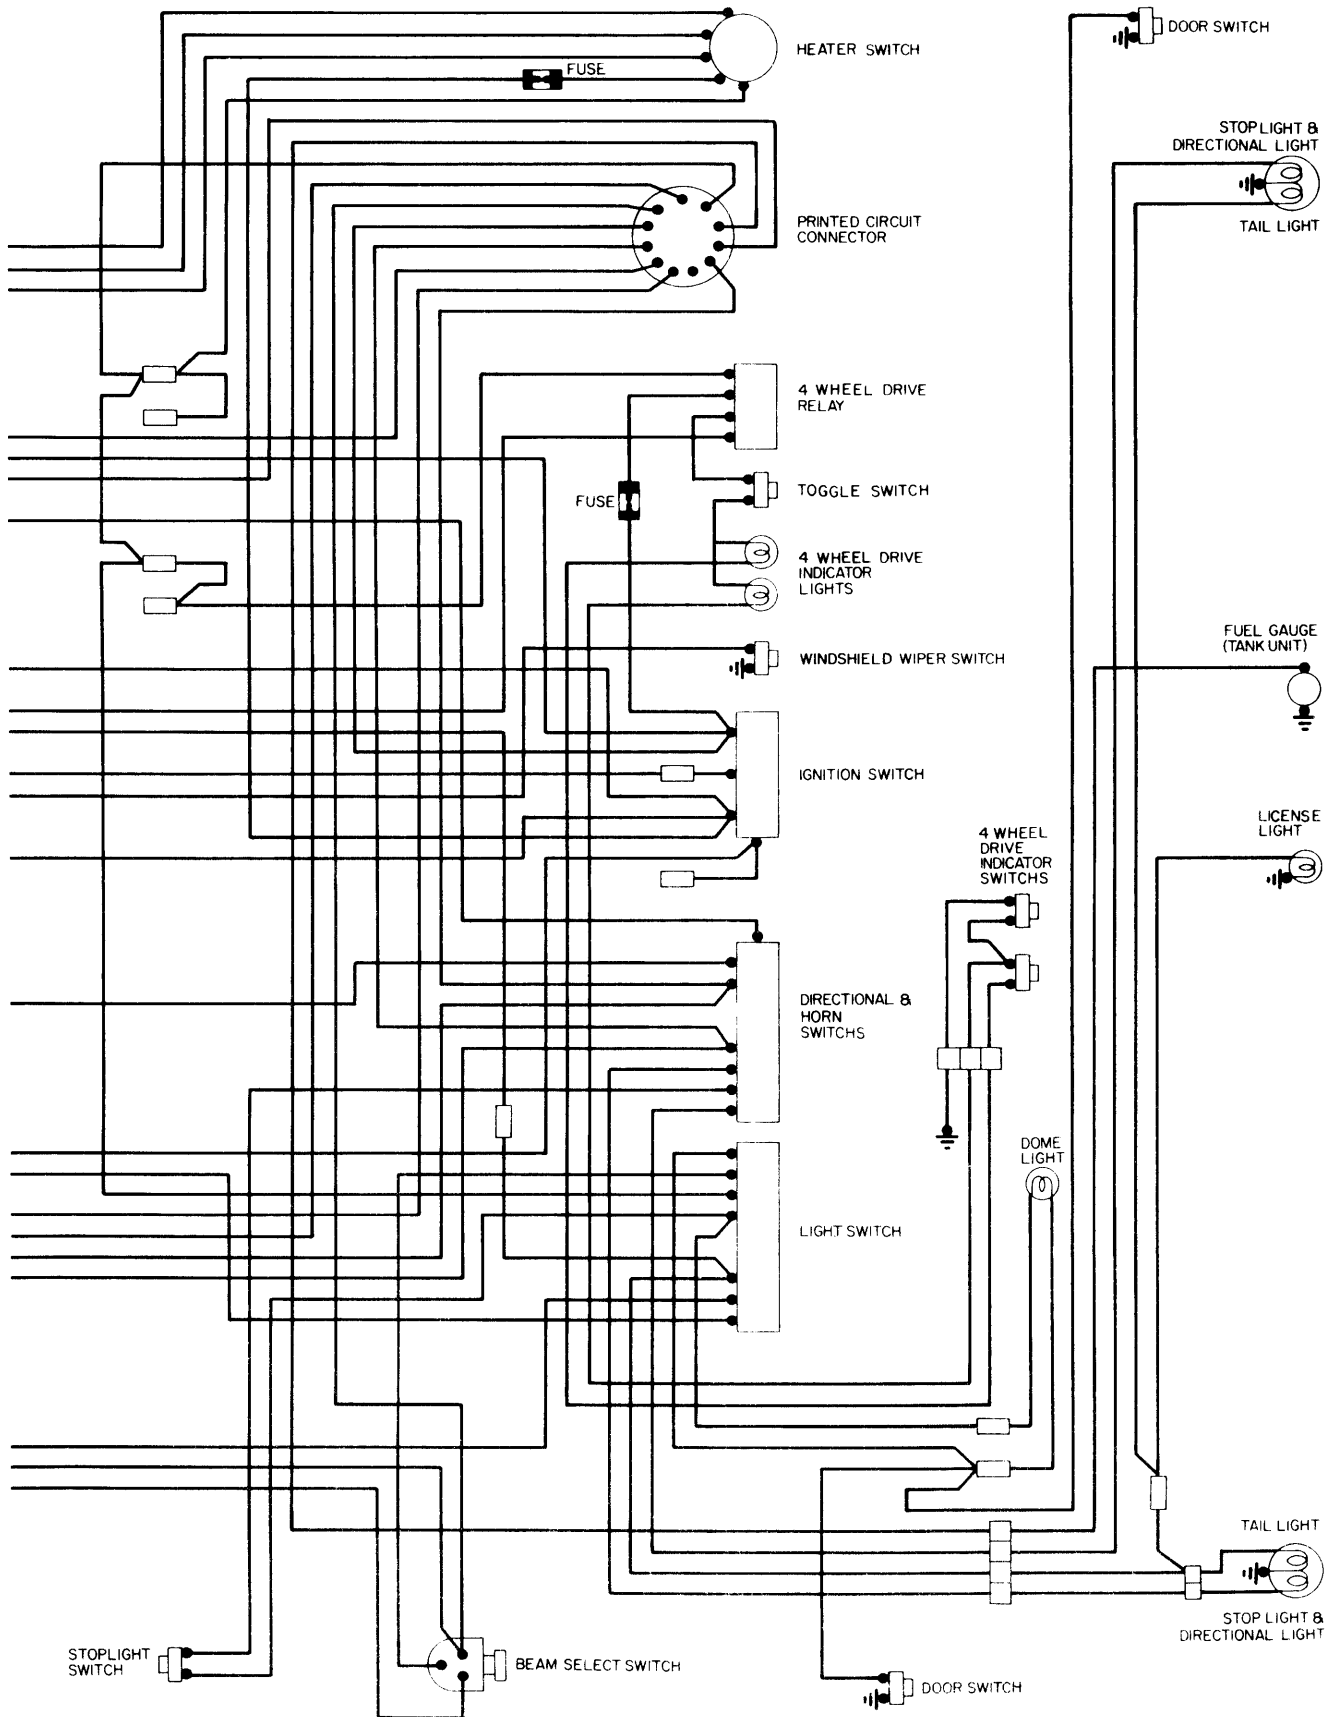 DOOR SWITCH
HEATER SWITCH
FUSE
STOP LIGHT &
DIRECTIONAL LIGHT
TAIL LIGHT
PRINTED CIRCUIT
CONNECTOR
4 WHEEL DRIVE
RELAY
TOGGLE SWITCH
FUSE
4 WHEEL DRIVE
INDICATOR
LIGHTS
FUEL GAUGE
(TANK UNIT)
WINDSHIELD WIPER SWITCH
IGNITION SWITCH
LICENSE
LIGHT
4 WHEEL
DRIVE
INDICATOR
SWITCHS
DIRECTIONAL &
HORN
SWITCHS
DOME
LIGHT
LIGHT SWITCH
TAIL LIGHT
STOP LIGHT &
DIRECTIONAL LIGHT
STOPLIGHT
SWITCH
BEAM SELECT SWITCH
DOOR SWITCH